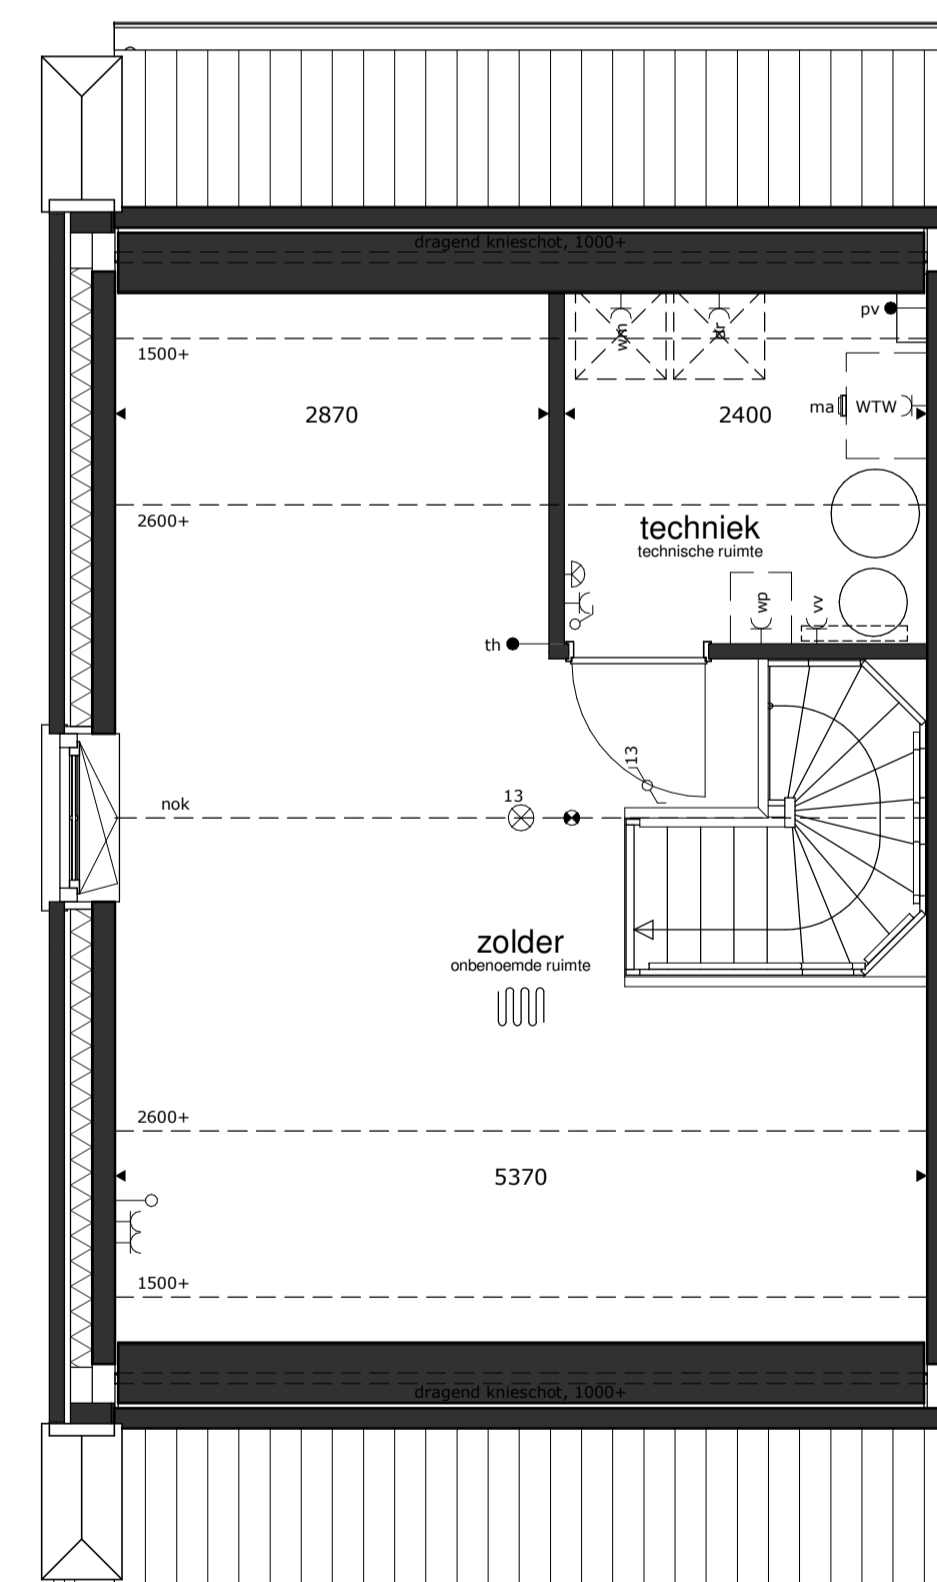 dragend knieschot, 1000+
wm
dr
pv
1500+
2870
2400
ma
WTW
2600+
techniek
technische ruimte
wp
vv
th
13
nok
13
zolder
onbenoemde ruimte
2600+
5370
1500+
dragend knieschot, 1000+